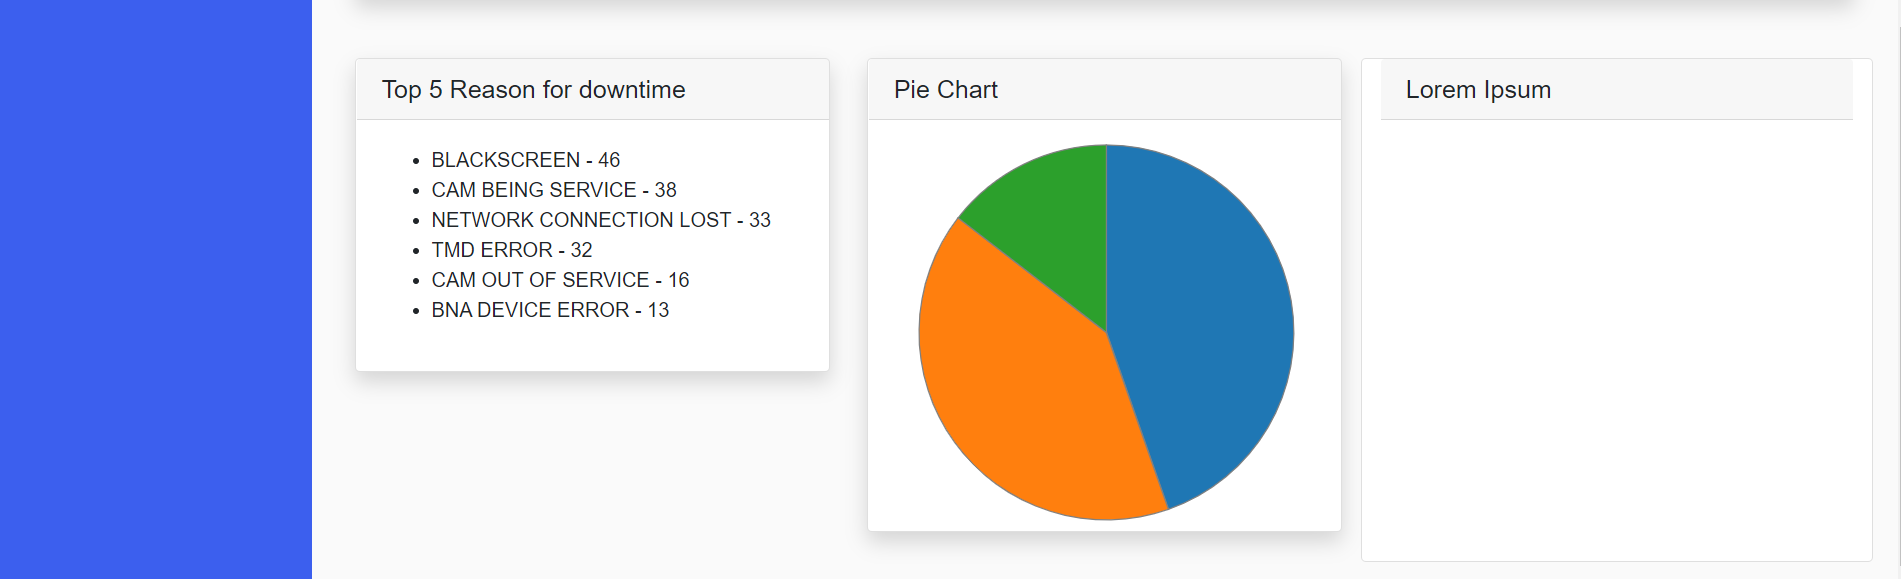 Top 5 Reason for downtime
BLACKSCREEN - 46
CAM BEING SERVICE - 38
NETWORK CONNECTION LOST - 33
TMD ERROR - 32
CAM OUT OF SERVICE - 16
BNA DEVICE ERROR - 13
Pie Chart
Lorem Ipsum